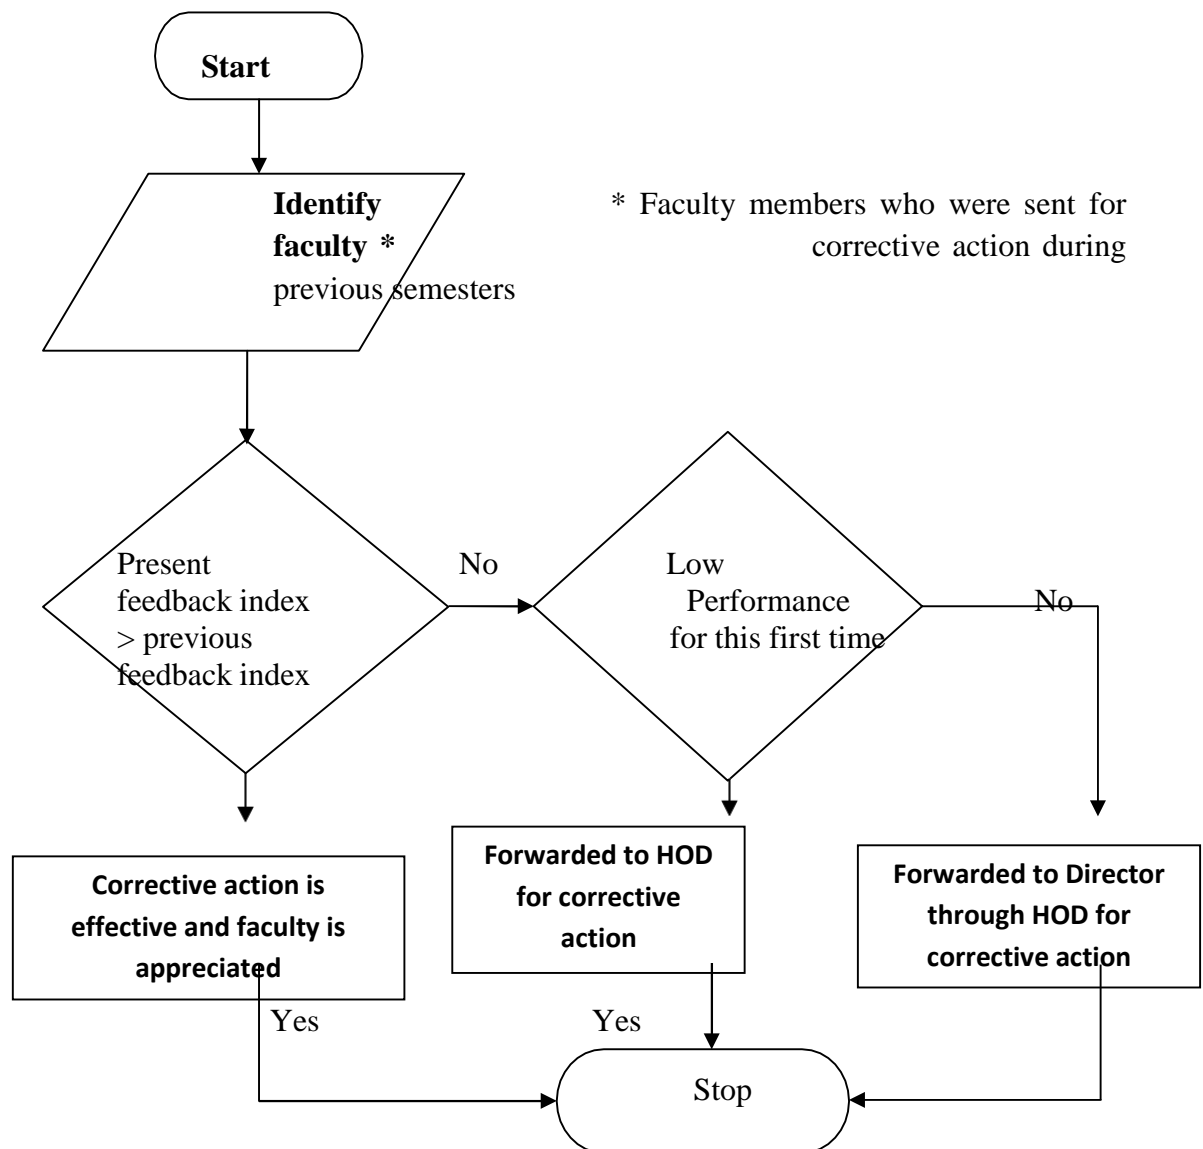 Start
Identify
faculty *
previous semesters
* Faculty members who were sent for
corrective action during
Present
feedback index
> previous
feedback index
No
Low
Performance
for this first time
No
Corrective action is
effective and faculty is
appreciated
Forwarded to HOD
for corrective
action
Forwarded to Director
through HOD for
corrective action
Yes
Yes
Stop